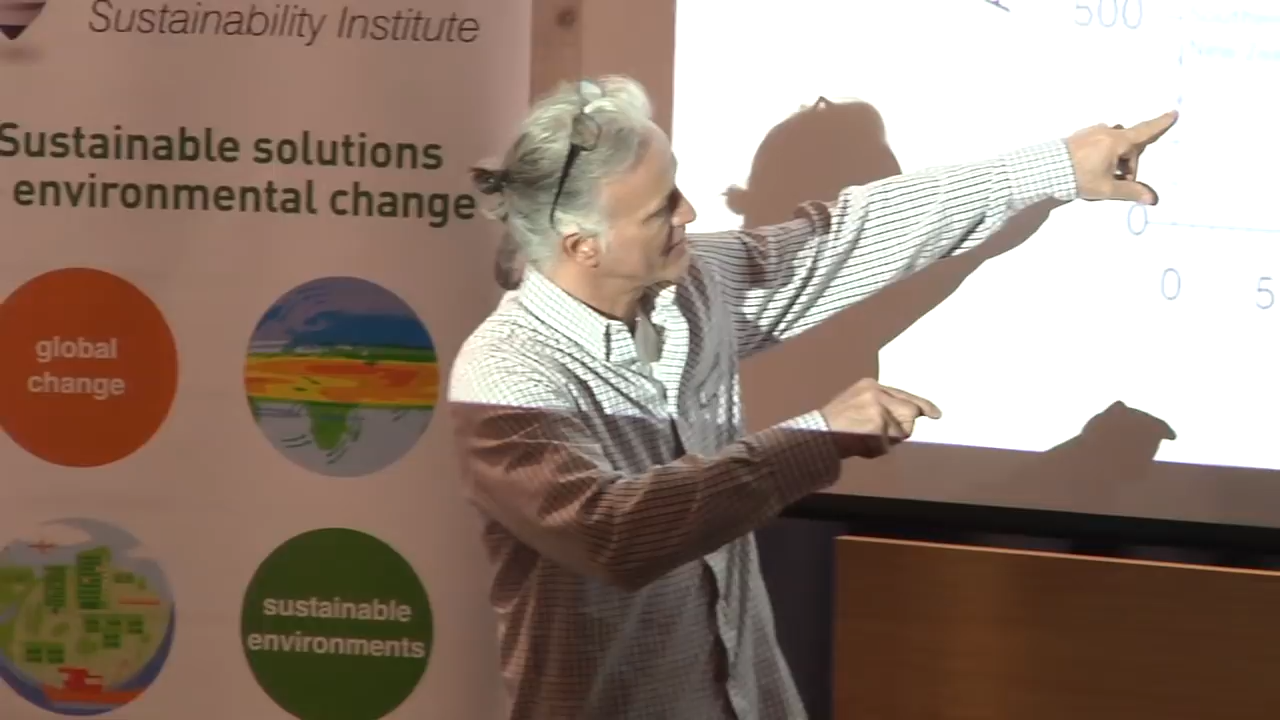 Sustainability Institute
Sustainable solutions
environmental change
global
change
sustainable
environments
500
0
0 5